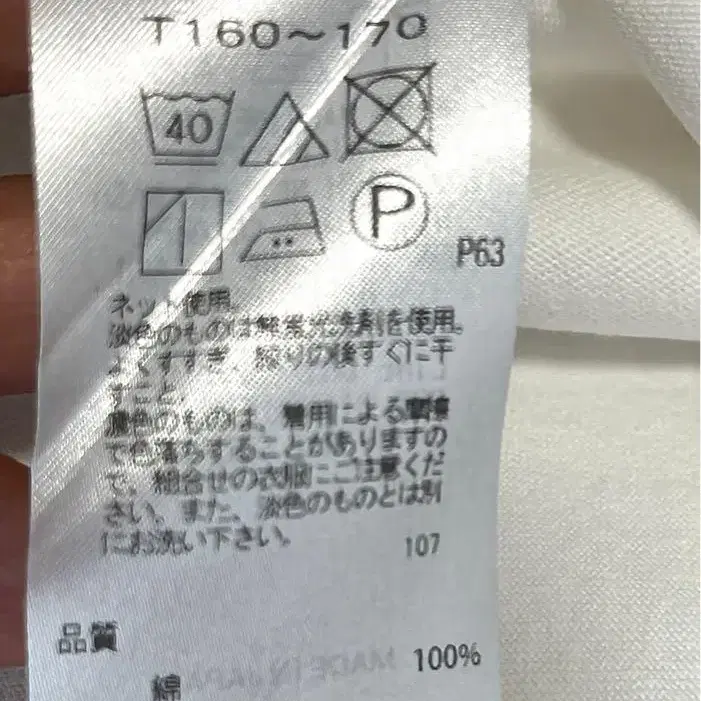 T160～170
40
P
P63
ネット使用。
淡色のものは無蛍光洗剤を使用。
よくすすぎ、絞りの後すぐに干
すこと
濃色のものは、着用による摩擦
で色落ちすることがありますの
で、組合せの衣服にご注意くだ
さい。また、淡色のものとは別
にお洗い下さい。
107
品質
綿 100%